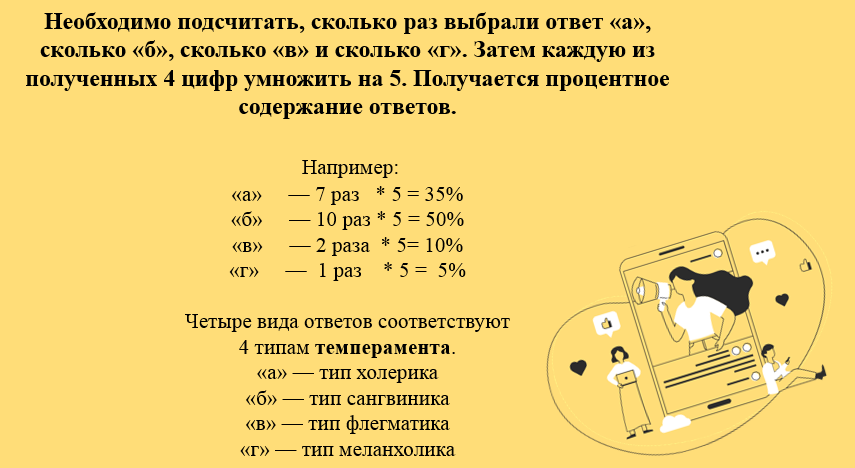 Необходимо подсчитать, сколько раз выбрали ответ «а»,
сколько «б», сколько «в» и сколько «г». Затем каждую из
полученных 4 цифр умножить на 5. Получается процентное
содержание ответов.
Например:
«а» — 7 раз * 5 = 35%
«б» — 10 раз * 5 = 50%
«в» — 2 раза * 5= 10%
«г» — 1 раз * 5 = 5%
Четыре вида ответов соответствуют
4 типам темперамента.
«а» — тип холерика
«б» — тип сангвиника
«в» — тип флегматика
«г» — тип меланхолика